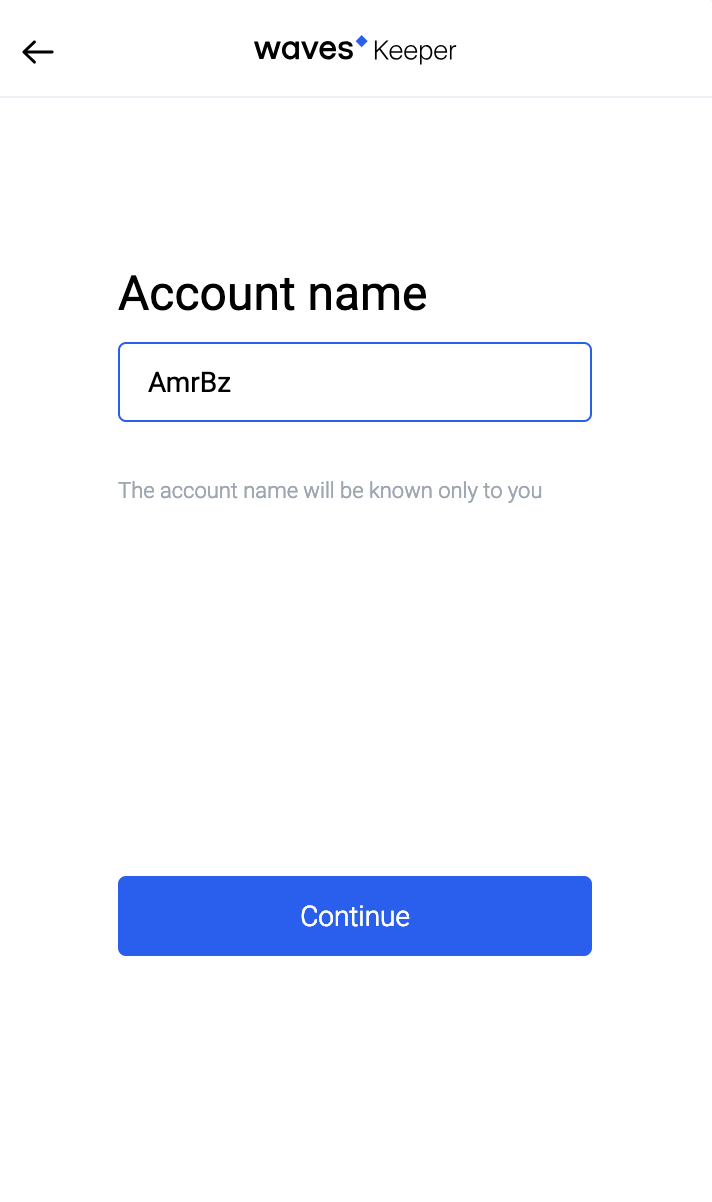 waves Keeper
Account name
AmrBz
The account name will be known only to you
Continue